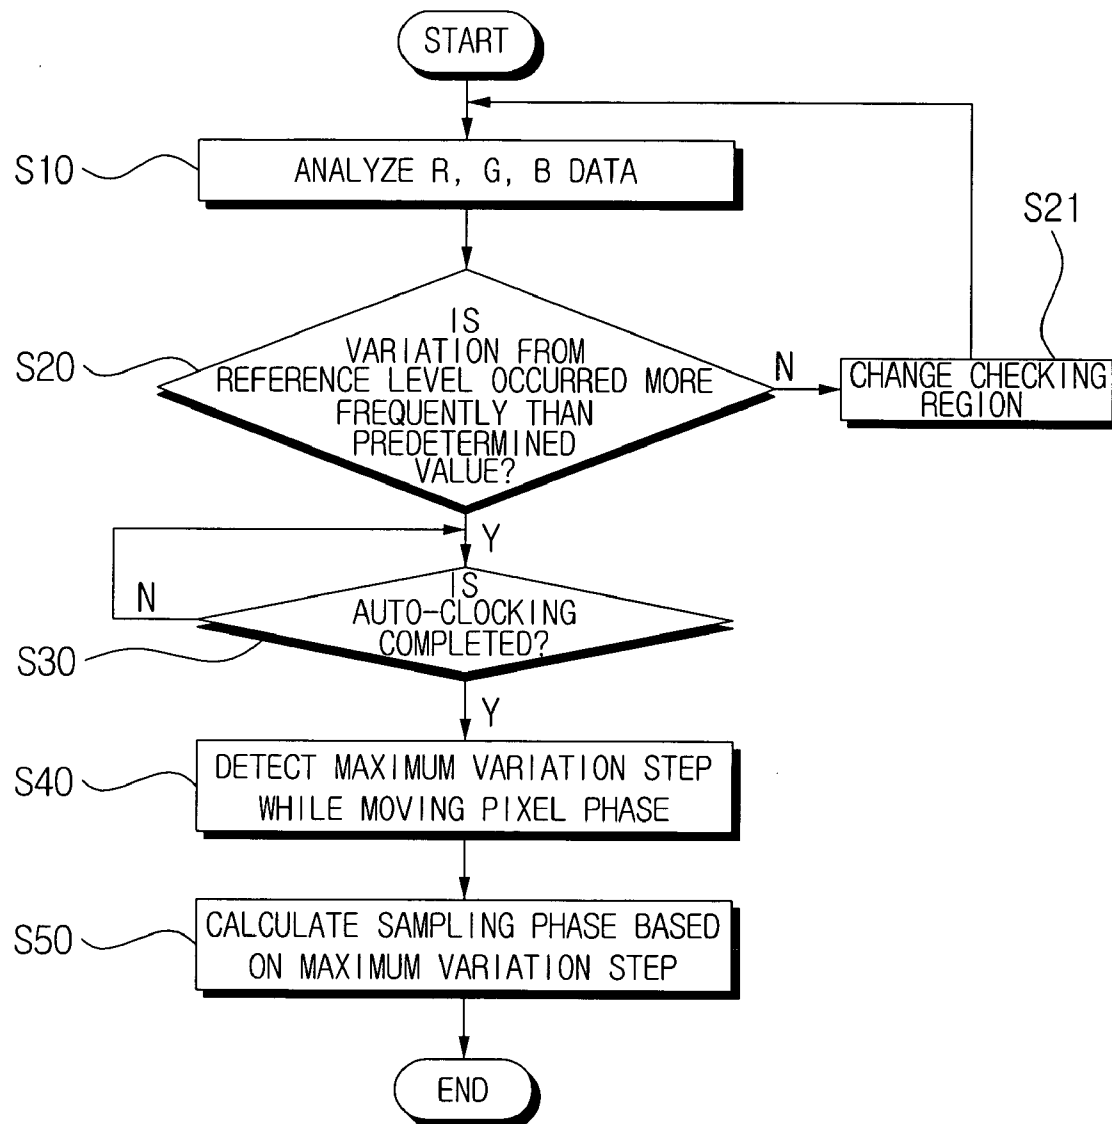 START
S10
ANALYZE R, G, B DATA
S21
S20
IS
VARIATION FROM
REFERENCE LEVEL OCCURRED MORE
FREQUENTLY THAN
PREDETERMINED
VALUE?
N
CHANGE CHECKING
REGION
Y
N
IS
AUTO-CLOCKING
COMPLETED?
S30
Y
S40
DETECT MAXIMUM VARIATION STEP
WHILE MOVING PIXEL PHASE
S50
CALCULATE SAMPLING PHASE BASED
ON MAXIMUM VARIATION STEP
END